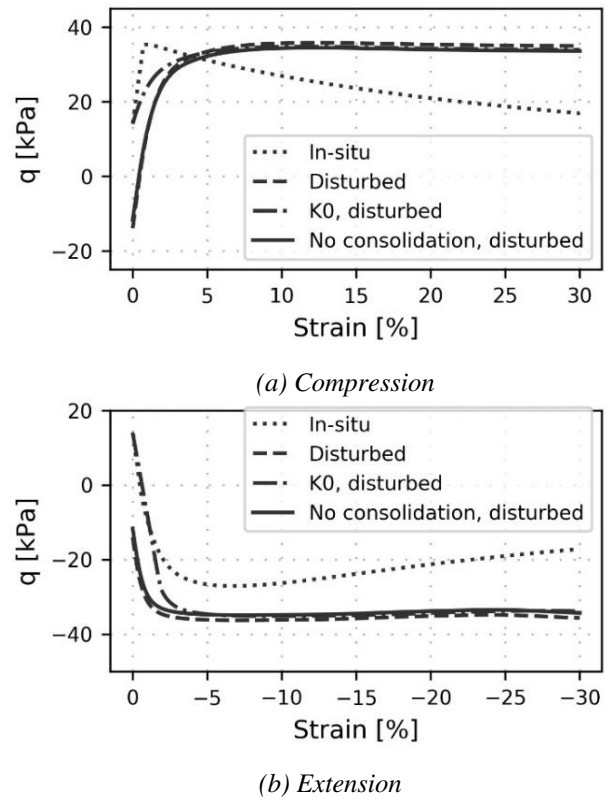 40
20
0
−20
q [kPa]
In-situ
Disturbed
K0, disturbed
No consolidation, disturbed
0 5 10 15 20 25 30
Strain [%]
(a) Compression
20
0
−20
−40
q [kPa]
In-situ
Disturbed
K0, disturbed
No consolidation, disturbed
0 −5 −10 −15 −20 −25 −30
Strain [%]
(b) Extension